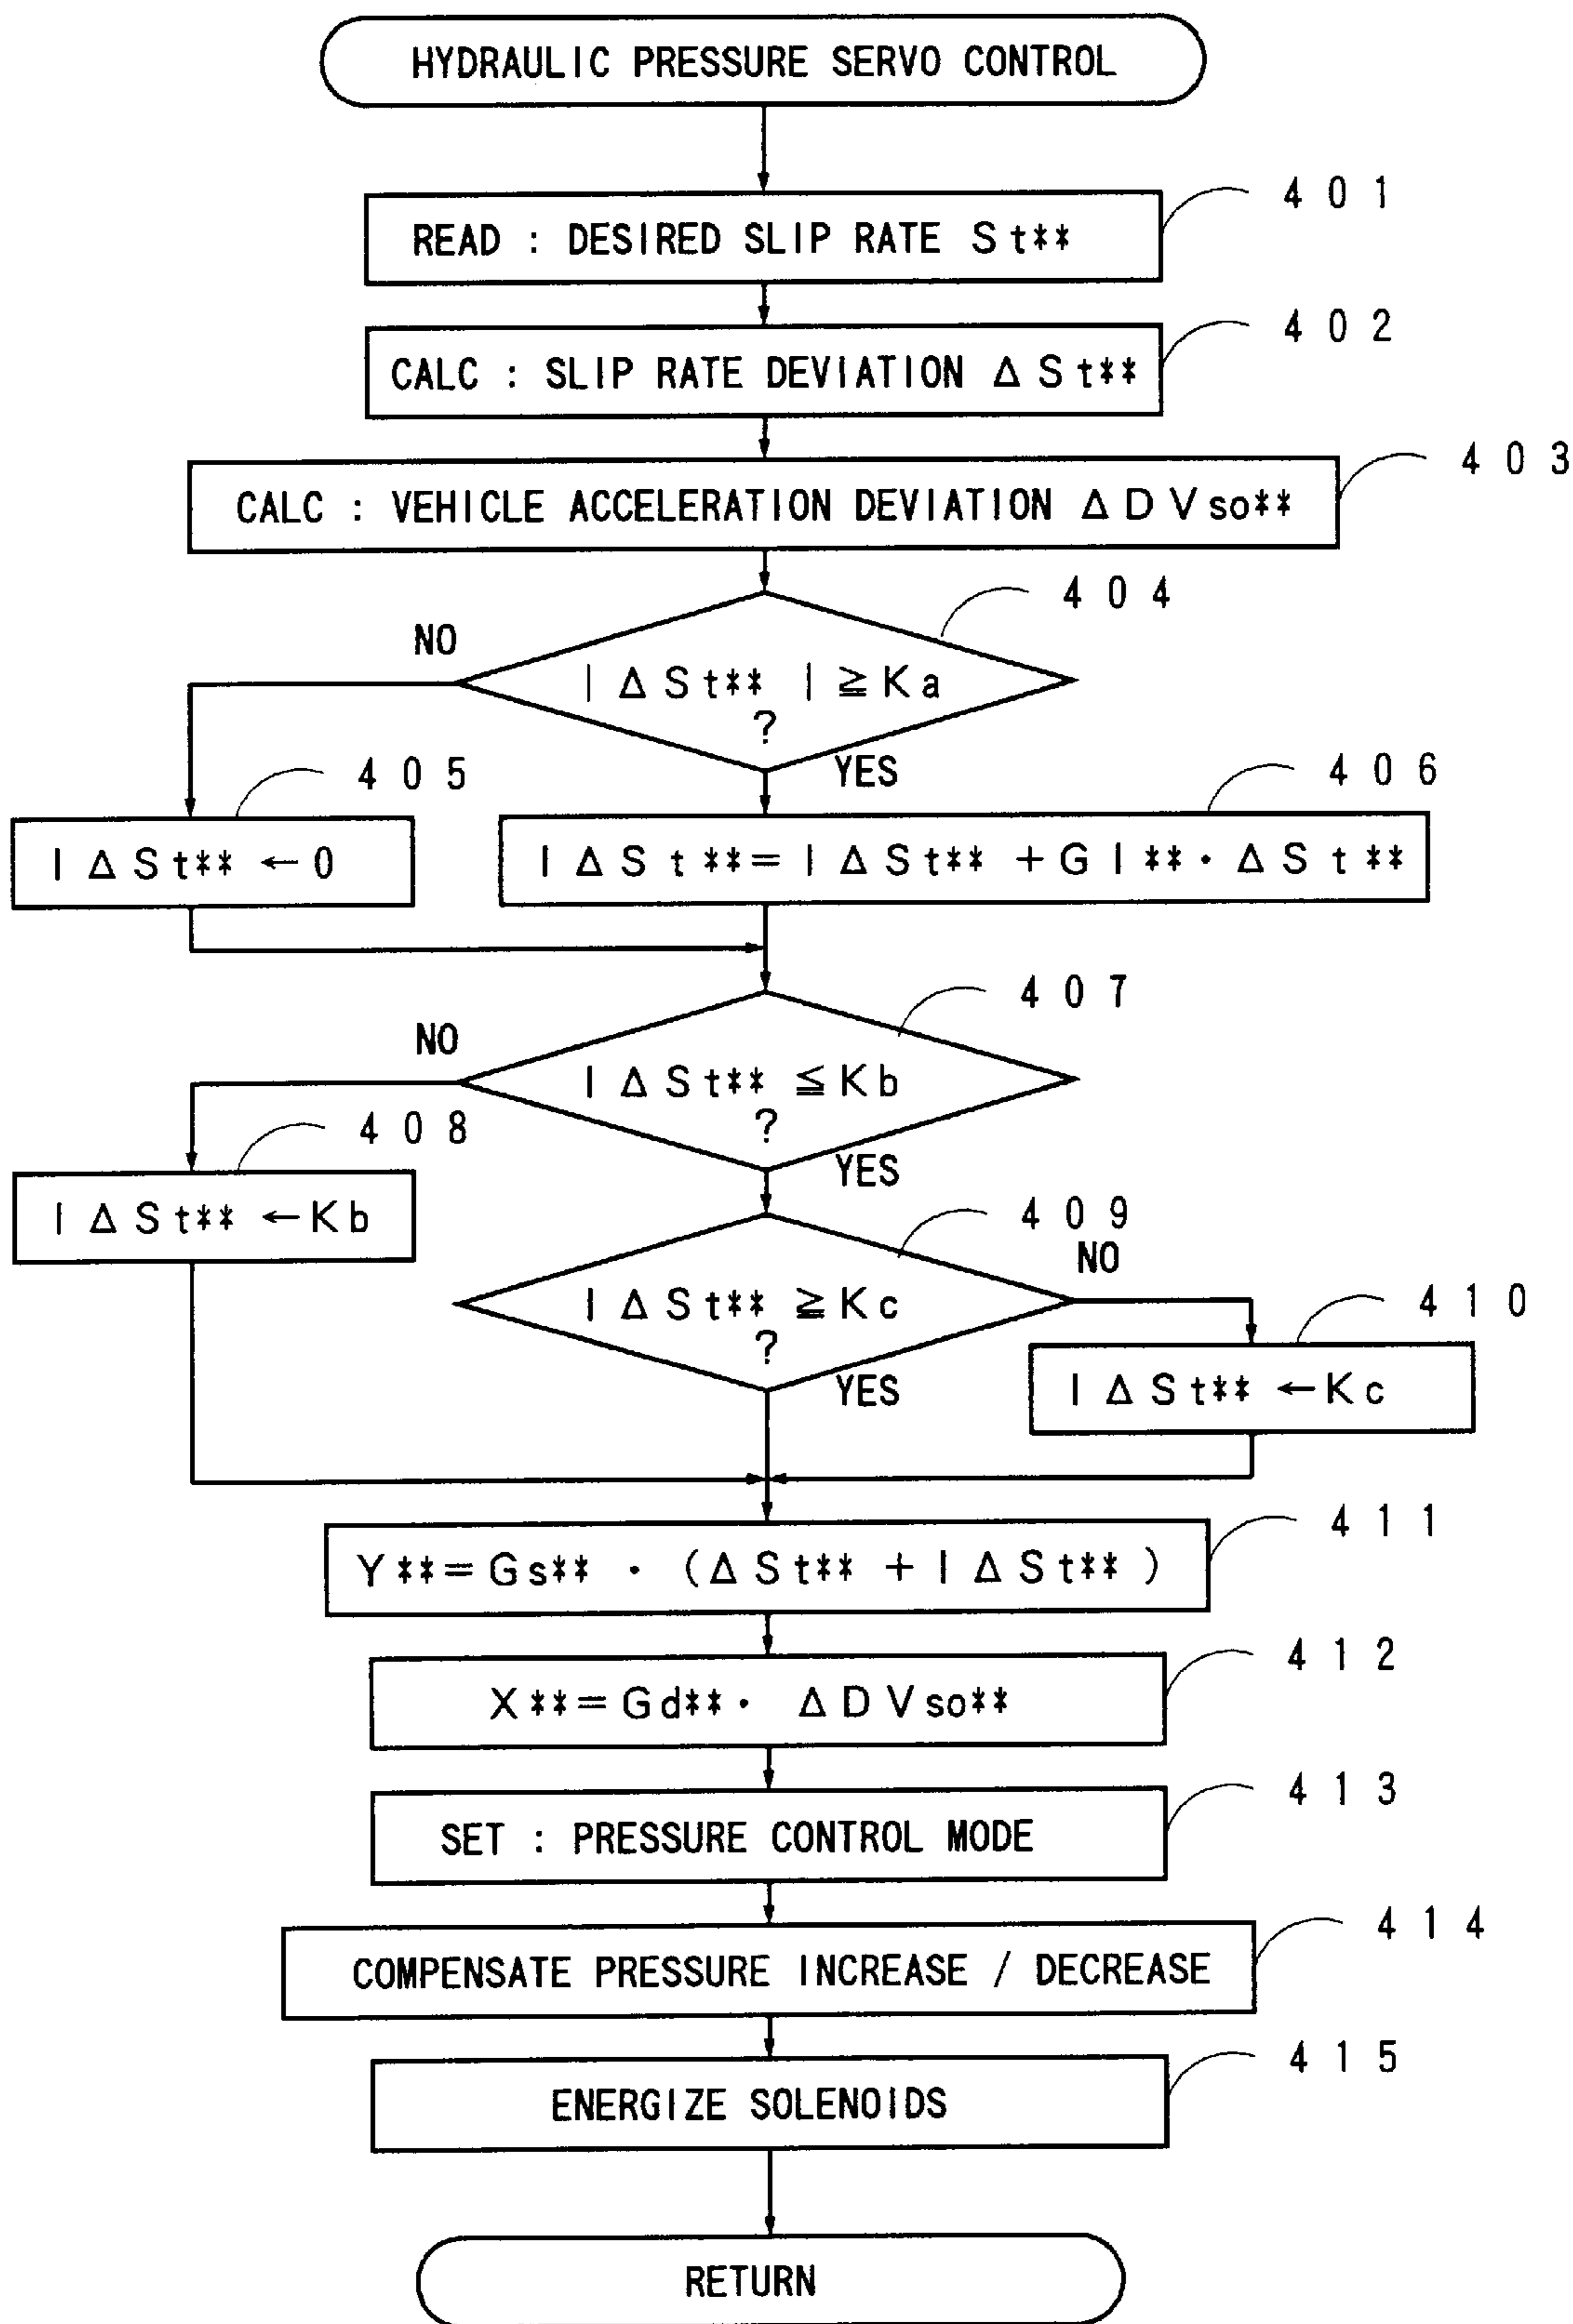 HYDRAULIC PRESSURE SERVO CONTROL
401
READ : DESIRED SLIP RATE St**
402
CALC : SLIP RATE DEVIATION ΔSt**
403
CALC : VEHICLE ACCELERATION DEVIATION ΔDVso**
404
NO
| ΔSt** | ≧Ka
?
YES
405
406
IΔSt** ←0
IΔSt**=IΔSt** +GI**·ΔSt**
407
NO
IΔSt** ≦Kb
?
YES
408
IΔSt** ←Kb
409
NO
IΔSt** ≧Kc
?
YES
410
IΔSt** ←Kc
411
Y**=Gs** · (ΔSt** +IΔSt**)
412
X**=Gd**· ΔDVso**
413
SET : PRESSURE CONTROL MODE
414
COMPENSATE PRESSURE INCREASE / DECREASE
415
ENERGIZE SOLENOIDS
RETURN